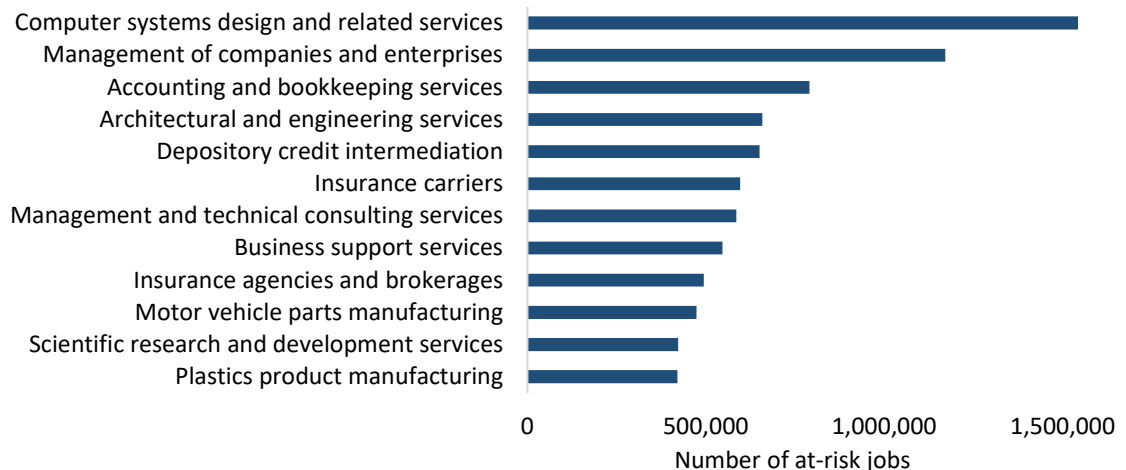 Computer systems design and related services
Management of companies and enterprises
Accounting and bookkeeping services
Architectural and engineering services
Depository credit intermediation
Insurance carriers
Management and technical consulting services
Business support services
Insurance agencies and brokerages
Motor vehicle parts manufacturing
Scientific research and development services
Plastics product manufacturing
0 500,000 1,000,000 1,500,000
Number of at-risk jobs